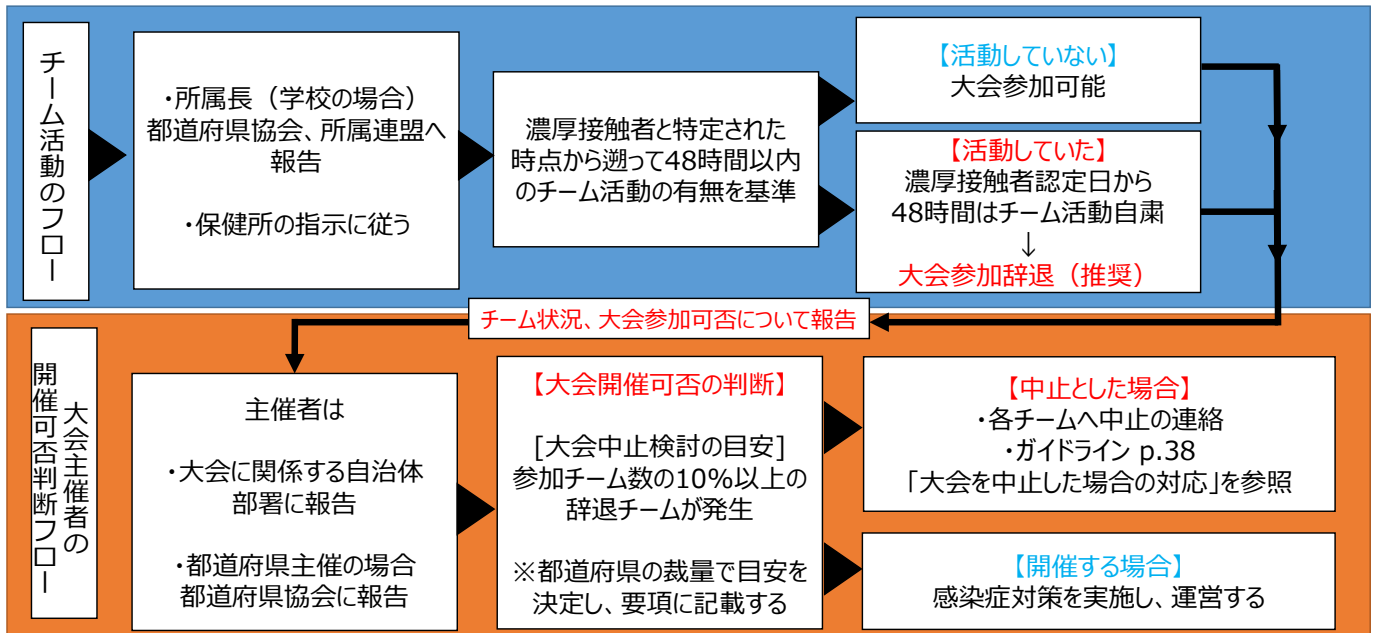 チーム活動のフロー
・所属長（学校の場合）
都道府県協会、所属連盟へ
報告
・保健所の指示に従う
濃厚接触者と特定された
時点から遡って48時間以内
のチーム活動の有無を基準
【活動していない】
大会参加可能
【活動していた】
濃厚接触者認定日から
48時間はチーム活動自粛
↓
大会参加辞退（推奨）
チーム状況、大会参加可否について報告
大会主催者の
開催可否判断フロー
主催者は
・大会に関係する自治体
部署に報告
・都道府県主催の場合
都道府県協会に報告
【大会開催可否の判断】
[大会中止検討の目安]
参加チーム数の10%以上の
辞退チームが発生
※都道府県の裁量で目安を
決定し、要項に記載する
【中止とした場合】
・各チームへ中止の連絡
・ガイドライン p.38
「大会を中止した場合の対応」を参照
【開催する場合】
感染症対策を実施し、運営する